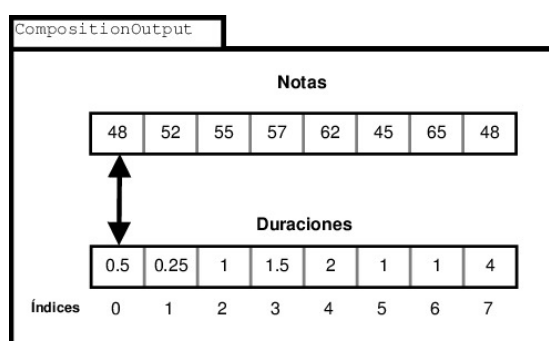 CompositionOutput
Notas
48 52 55 57 62 45 65 48
Duraciones
0.5 0.25 1 1.5 2 1 1 4
Índices 0 1 2 3 4 5 6 7